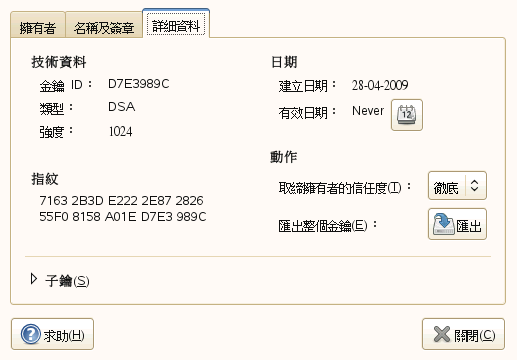 擁有者 名稱及簽章 詳細資料
技術資料
金鑰 ID： D7E3989C
類型： DSA
強度： 1024
指紋
7163 2B3D E222 2E87 2826
55F0 8158 A01E D7E3 989C
日期
建立日期： 28-04-2009
有效日期： Never
12
動作
取締擁有者的信任度(T)： 徹底
匯出整個金鑰(E)： 匯出
子鑰(S)
求助(H)
關閉(C)